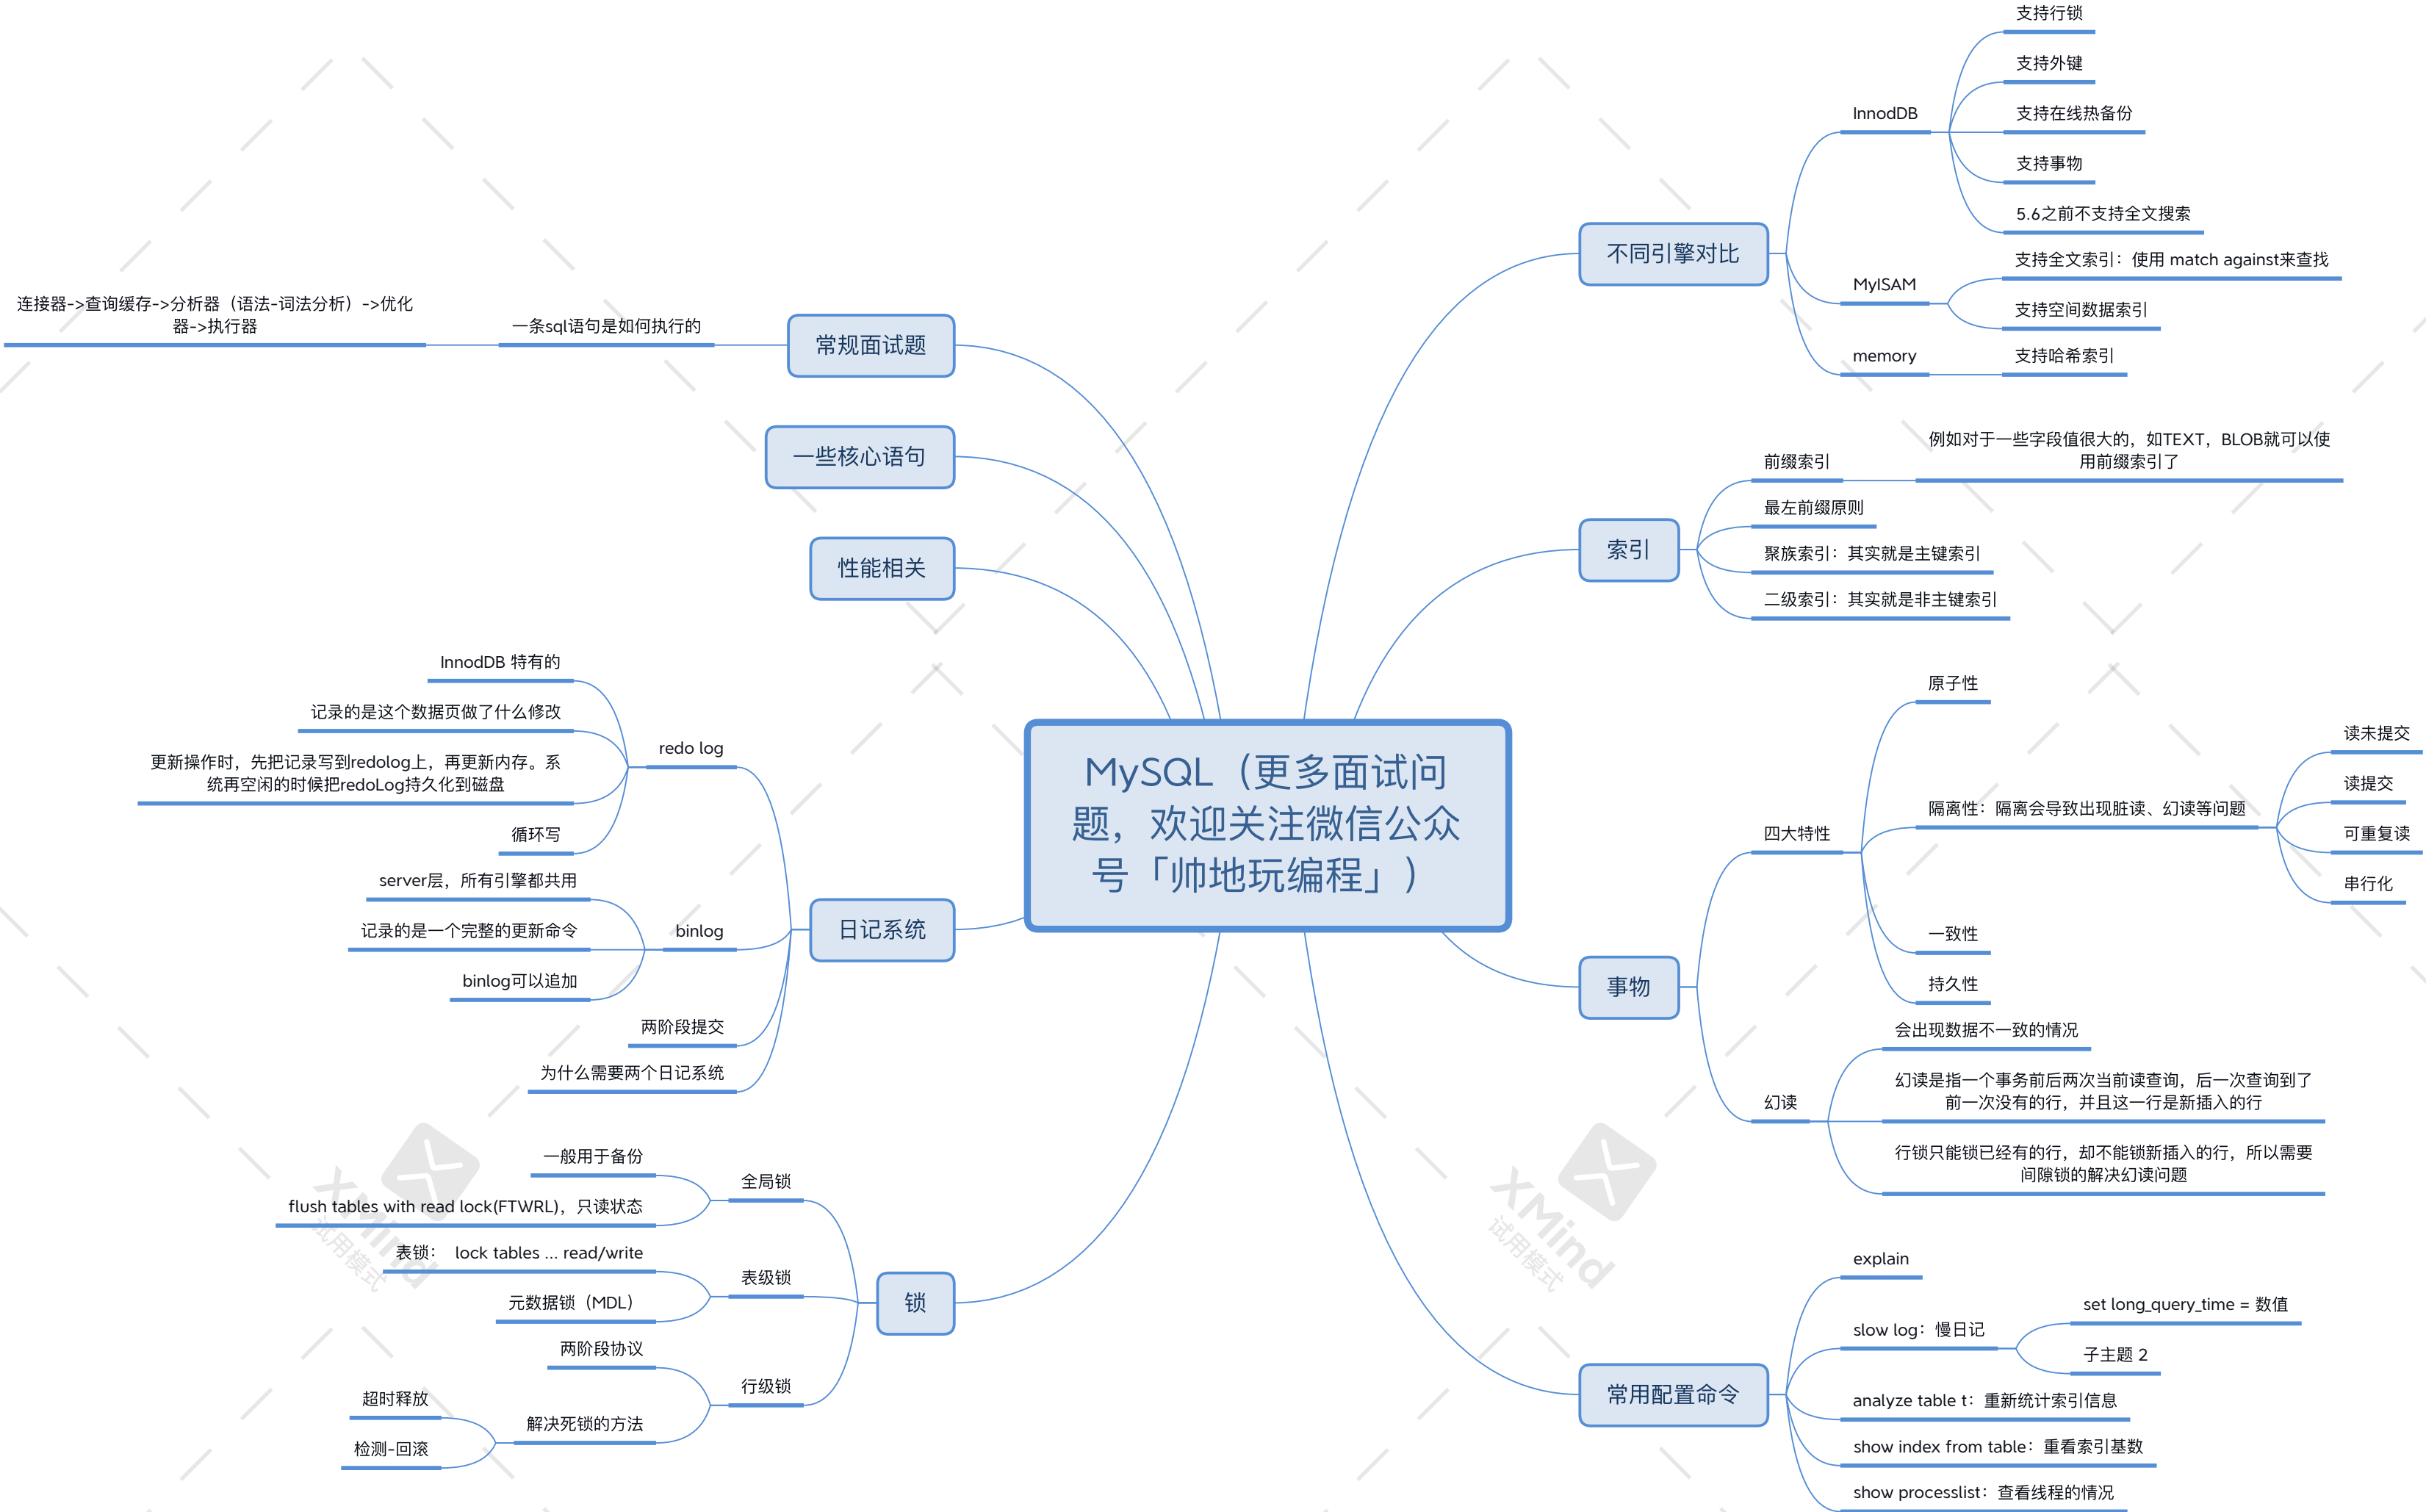 MySQL（更多面试问
题，欢迎关注微信公众
号「帅地玩编程」）
不同引擎对比
InnodDB
支持行锁
支持外键
支持在线热备份
支持事物
5.6之前不支持全文搜索
MyISAM
支持全文索引：使用 match against来查找
支持空间数据索引
memory
支持哈希索引
索引
前缀索引
例如对于一些字段值很大的，如TEXT，BLOB就可以使
用前缀索引了
最左前缀原则
聚族索引：其实就是主键索引
二级索引：其实就是非主键索引
事物
四大特性
原子性
隔离性：隔离会导致出现脏读、幻读等问题
读未提交
读提交
可重复读
串行化
一致性
持久性
幻读
会出现数据不一致的情况
幻读是指一个事务前后两次当前读查询，后一次查询到了
前一次没有的行，并且这一行是新插入的行
行锁只能锁已经有的行，却不能锁新插入的行，所以需要
间隙锁的解决幻读问题
常用配置命令
explain
slow log：慢日记
set long_query_time = 数值
子主题 2
analyze table t：重新统计索引信息
show index from table：重看索引基数
show processlist：查看线程的情况
常规面试题
一条sql语句是如何执行的
连接器->查询缓存->分析器（语法-词法分析）->优化
器->执行器
一些核心语句
性能相关
日记系统
redo log
InnodDB 特有的
记录的是这个数据页做了什么修改
更新操作时，先把记录写到redolog上，再更新内存。系
统再空闲的时候把redoLog持久化到磁盘
循环写
binlog
server层，所有引擎都共用
记录的是一个完整的更新命令
binlog可以追加
两阶段提交
为什么需要两个日记系统
锁
全局锁
一般用于备份
flush tables with read lock(FTWRL)，只读状态
表级锁
表锁： lock tables ... read/write
元数据锁（MDL）
行级锁
两阶段协议
解决死锁的方法
超时释放
检测-回滚
XMind
试用模式
XMind
试用模式